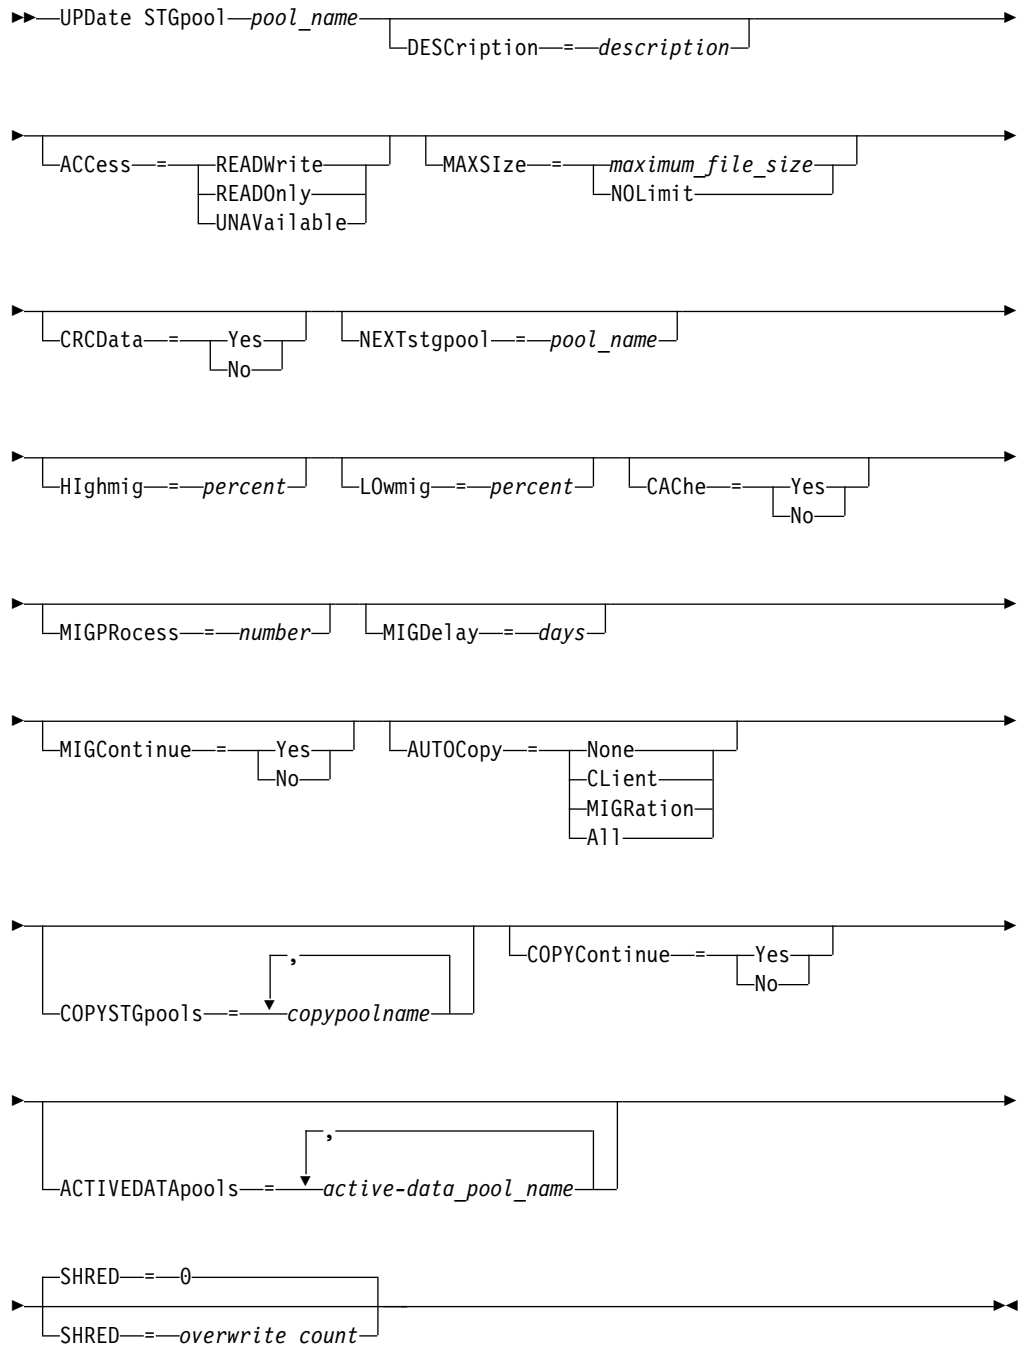 UPDate STGpool pool_name
DESCription = description
ACCess = READWrite
READOnly
UNAVailable
MAXSIze = maximum_file_size
NOLimit
CRCData = Yes
No
NEXTstgpool = pool_name
HIghmig = percent
LOwmig = percent
CAChe = Yes
No
MIGPRocess = number
MIGDelay = days
MIGContinue = Yes
No
AUTOCopy = None
CLient
MIGRation
All
,
COPYSTGpools = copypoolname
COPYContinue = Yes
No
,
ACTIVEDATApools = active-data_pool_name
SHRED = 0
SHRED = overwrite count